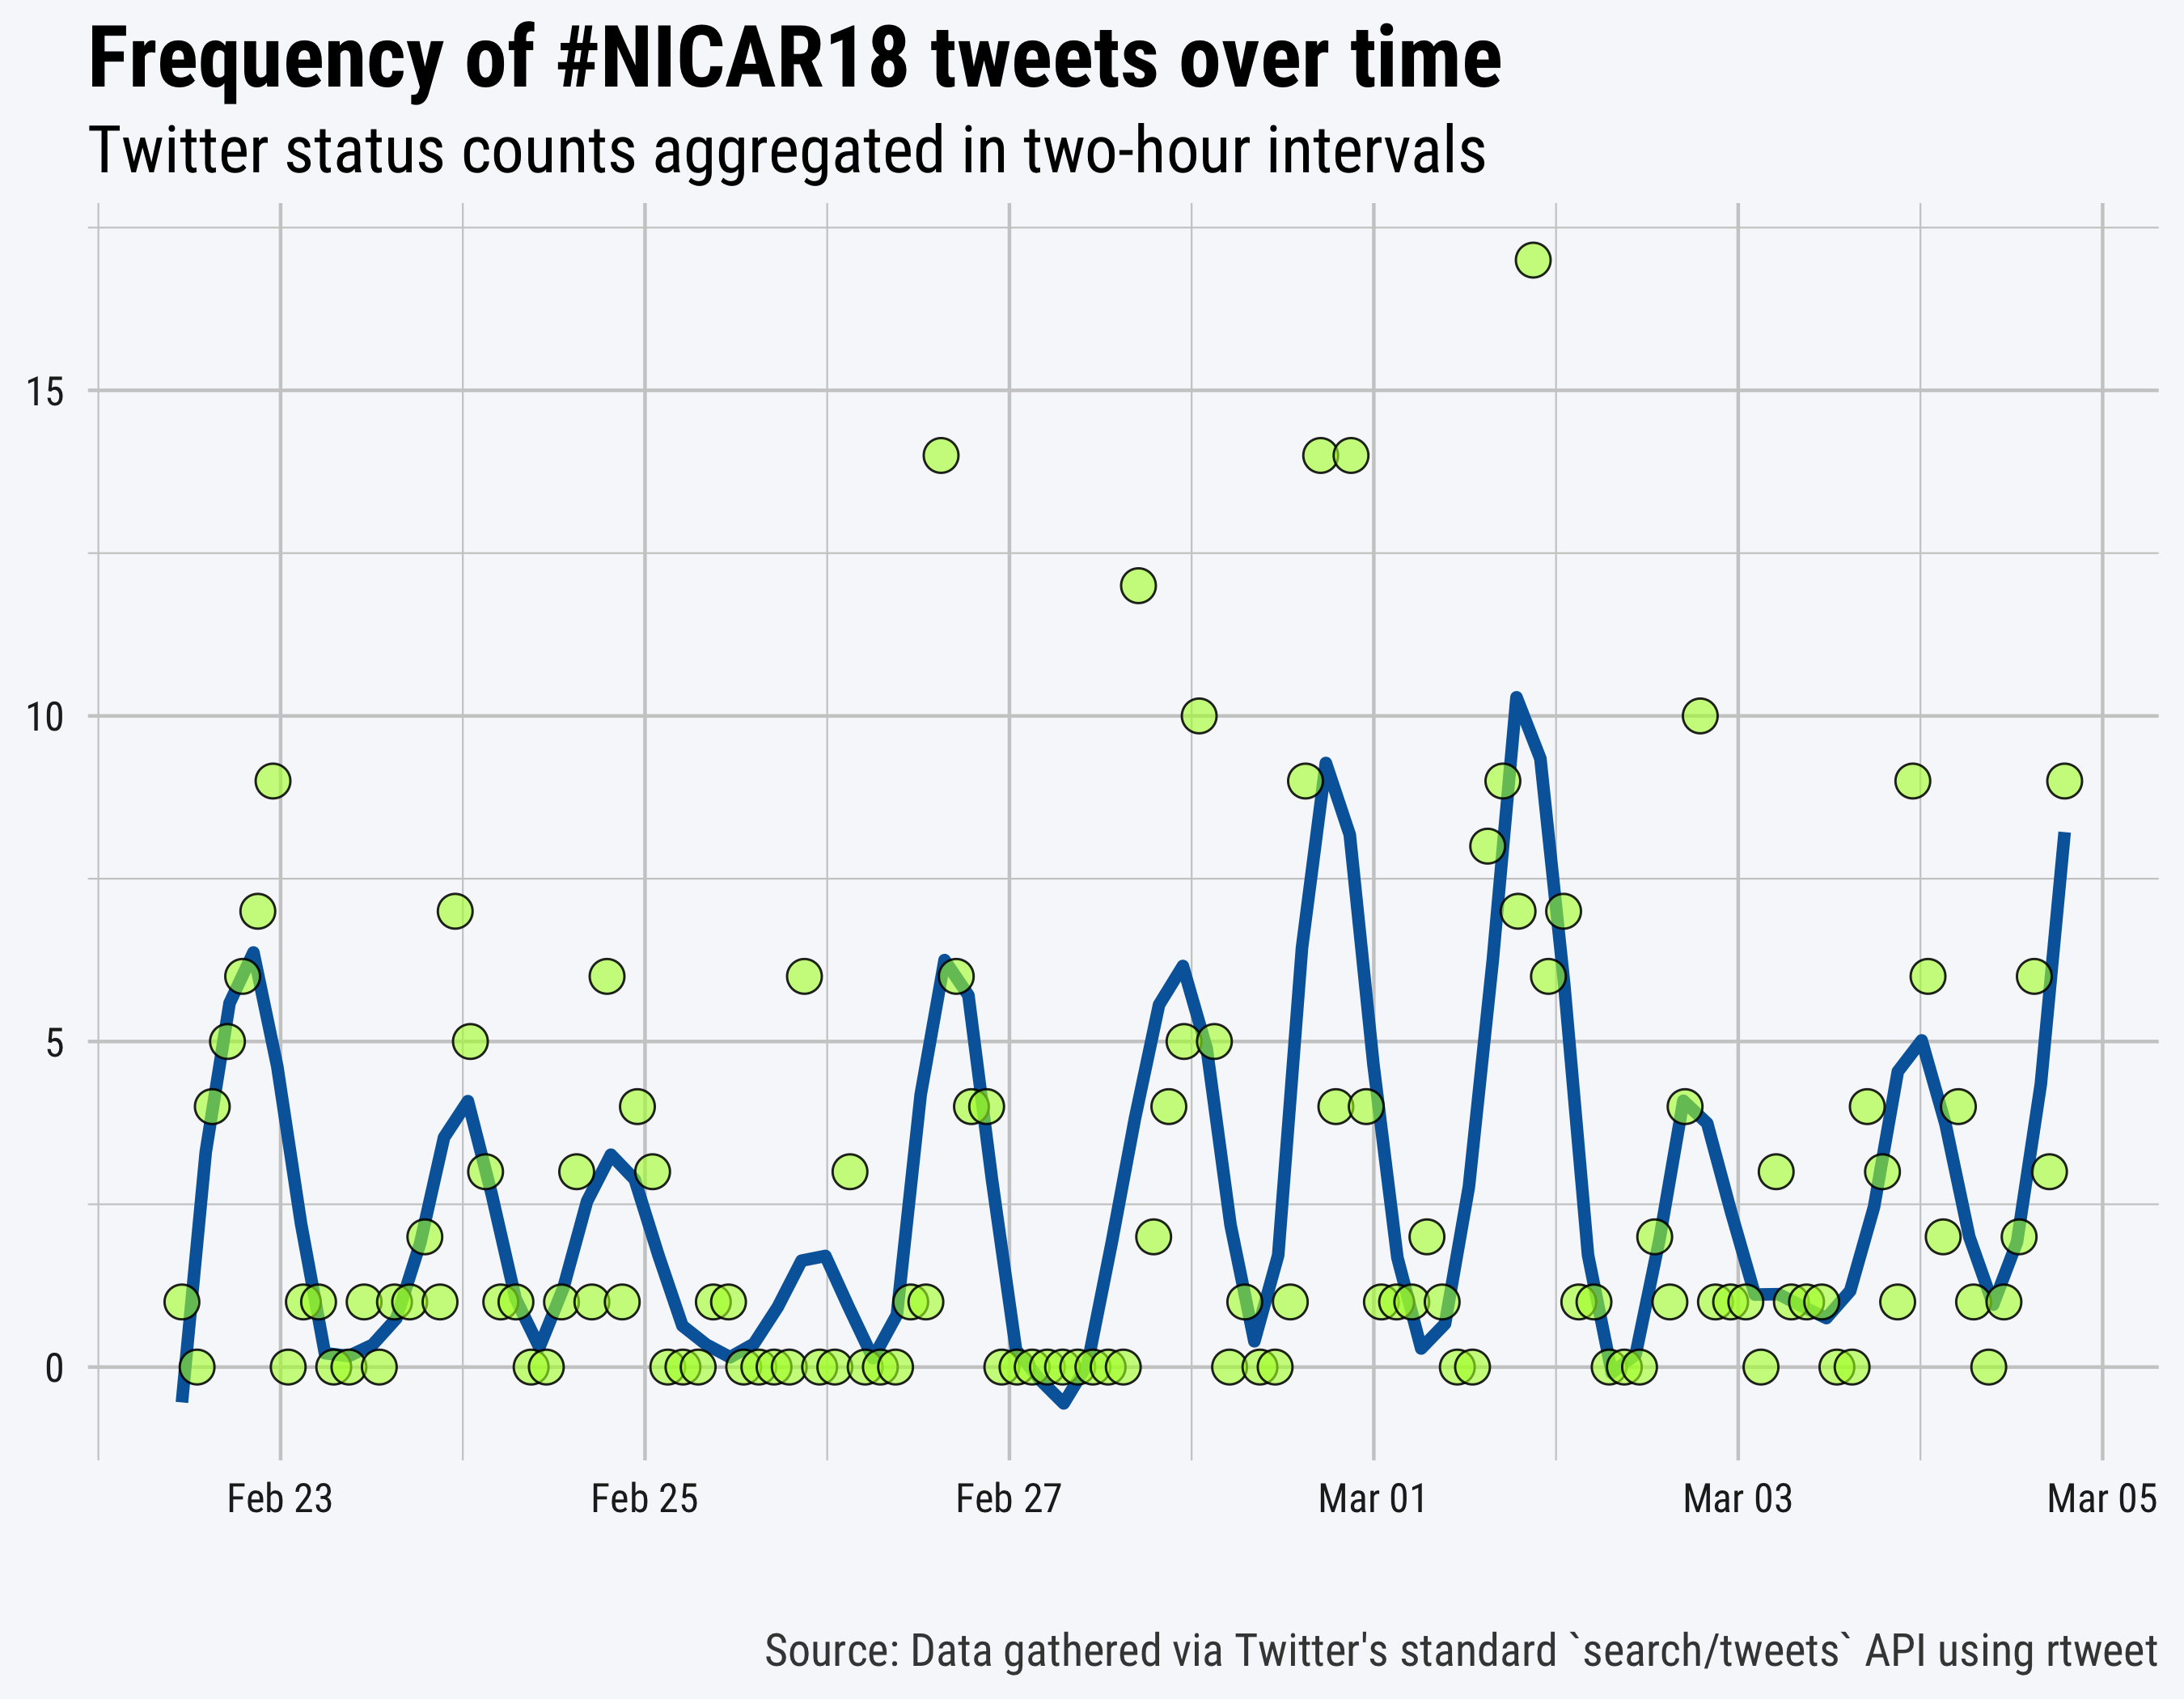 Frequency of #NICAR18 tweets over time
Twitter status counts aggregated in two-hour intervals
15
10
5
0
Feb 23 Feb 25 Feb 27 Mar 01 Mar 03 Mar 05
Source: Data gathered via Twitter's standard `search/tweets` API using rtweet